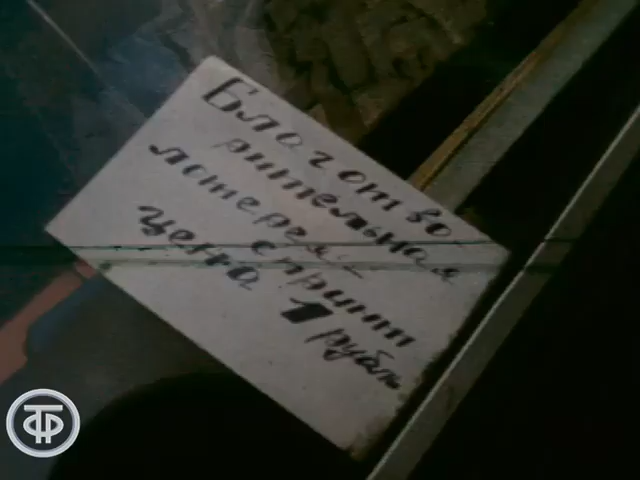 Благотво
рительная
лотерея
спринт
цена 1 рубль